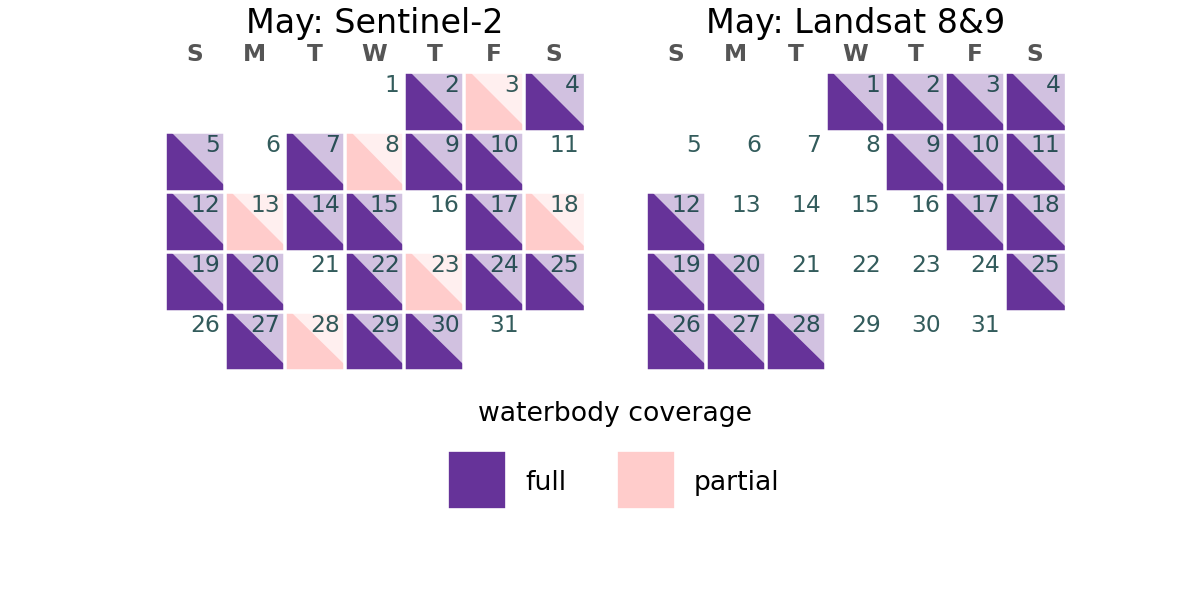 May: Sentinel-2
S M T W T F S
1 2 3 4
5 6 7 8 9 10 11
12 13 14 15 16 17 18
19 20 21 22 23 24 25
26 27 28 29 30 31
May: Landsat 8&9
S M T W T F S
1 2 3 4
5 6 7 8 9 10 11
12 13 14 15 16 17 18
19 20 21 22 23 24 25
26 27 28 29 30 31
waterbody coverage
full
partial